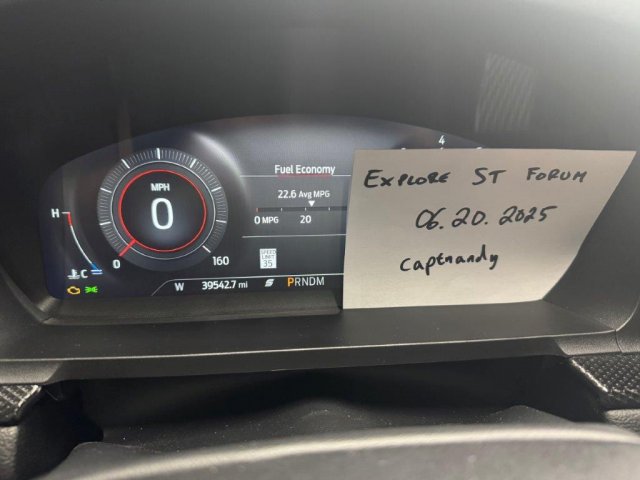 4
Fuel Economy
MPH
22.6 Avg MPG
0
0 MPG 20
H
SPEED LIMIT 35
C
0 160
W 39542.7 mi PRNDM
EXPLORE ST FORUM
06.20.2025
captnandy